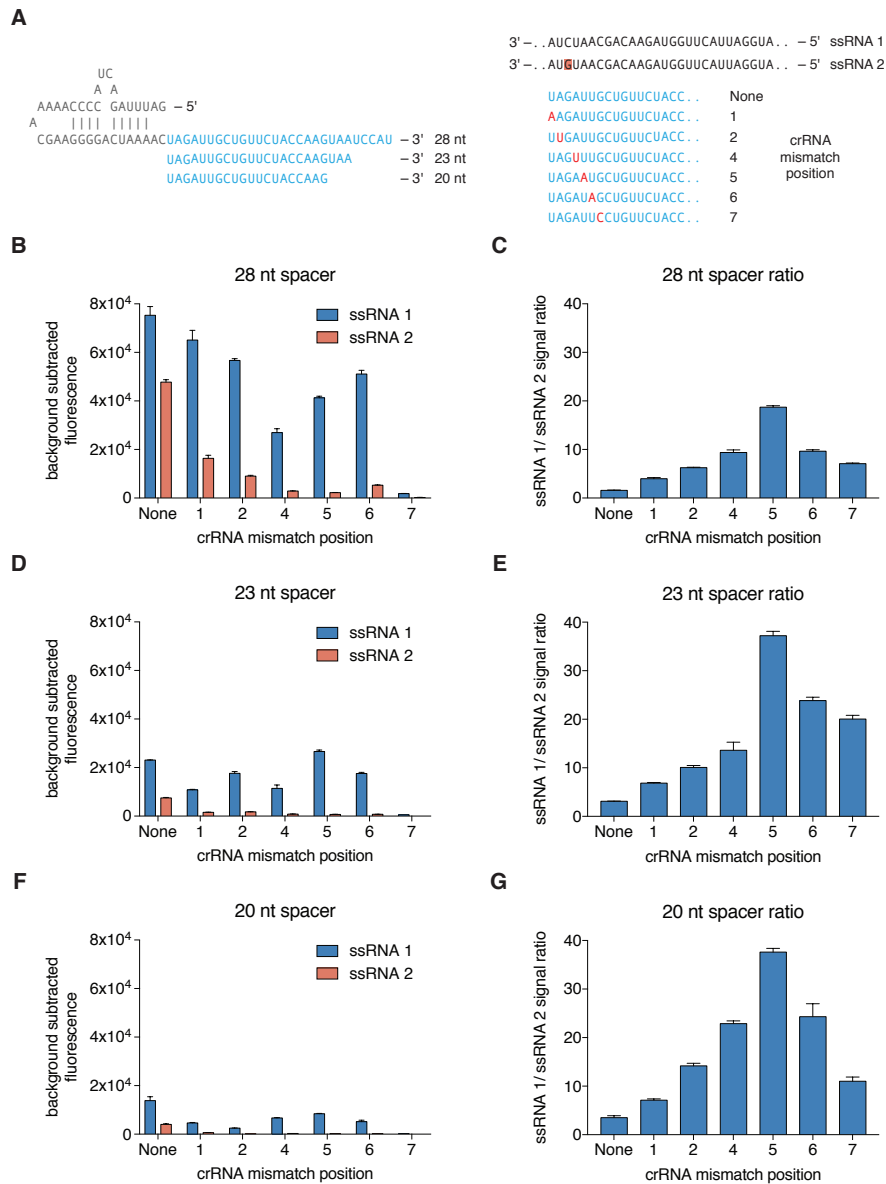 A
UC
A A
AAAACCCC GAUUUAG – 5'
A |||| |||||
CGAAGGGGACUAAAACUAGAUUGCUGUUCUACCAAGUAAUCCAU – 3' 28 nt
UAGAUUGCUGUUCUACCAAGUAA – 3' 23 nt
UAGAUUGCUGUUCUACCAAG – 3' 20 nt
3' – . . AUCUAACGACAAGAUGGUUCAUUAGGUA . . – 5' ssRNA 1
3' – . . AUGUAACGACAAGAUGGUUCAUUAGGUA . . – 5' ssRNA 2
UAGAUUGCUGUUCUACC . . None
AAGAUUGCUGUUCUACC . . 1
UUGAUUGCUGUUCUACC . . 2
UAGUUUGCUGUUCUACC . . 4
UAGAAUGCUGUUCUACC . . 5
UAGAUAGCUGUUCUACC . . 6
UAGAUUCCUGUUCUACC . . 7
crRNA
mismatch
position
B
28 nt spacer
background subtracted
fluorescence
8x10⁴
6x10⁴
4x10⁴
2x10⁴
0
ssRNA 1
ssRNA 2
None 1 2 4 5 6 7
crRNA mismatch position
C
28 nt spacer ratio
ssRNA 1/ ssRNA 2 signal ratio
40
30
20
10
0
None 1 2 4 5 6 7
crRNA mismatch position
D
23 nt spacer
background subtracted
fluorescence
8x10⁴
6x10⁴
4x10⁴
2x10⁴
0
ssRNA 1
ssRNA 2
None 1 2 4 5 6 7
crRNA mismatch position
E
23 nt spacer ratio
ssRNA 1/ ssRNA 2 signal ratio
40
30
20
10
0
None 1 2 4 5 6 7
crRNA mismatch position
F
20 nt spacer
background subtracted
fluorescence
8x10⁴
6x10⁴
4x10⁴
2x10⁴
0
ssRNA 1
ssRNA 2
None 1 2 4 5 6 7
crRNA mismatch position
G
20 nt spacer ratio
ssRNA 1/ ssRNA 2 signal ratio
40
30
20
10
0
None 1 2 4 5 6 7
crRNA mismatch position